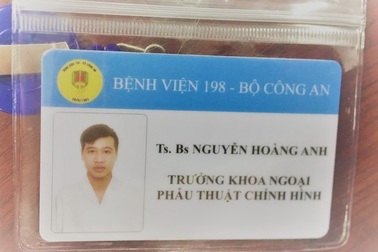 BỆNH VIỆN 198 - BỘ CÔNG AN
Ts. Bs NGUYỄN HOÀNG ANH
TRƯỞNG KHOA NGOẠI
PHẪU THUẬT CHỈNH HÌNH